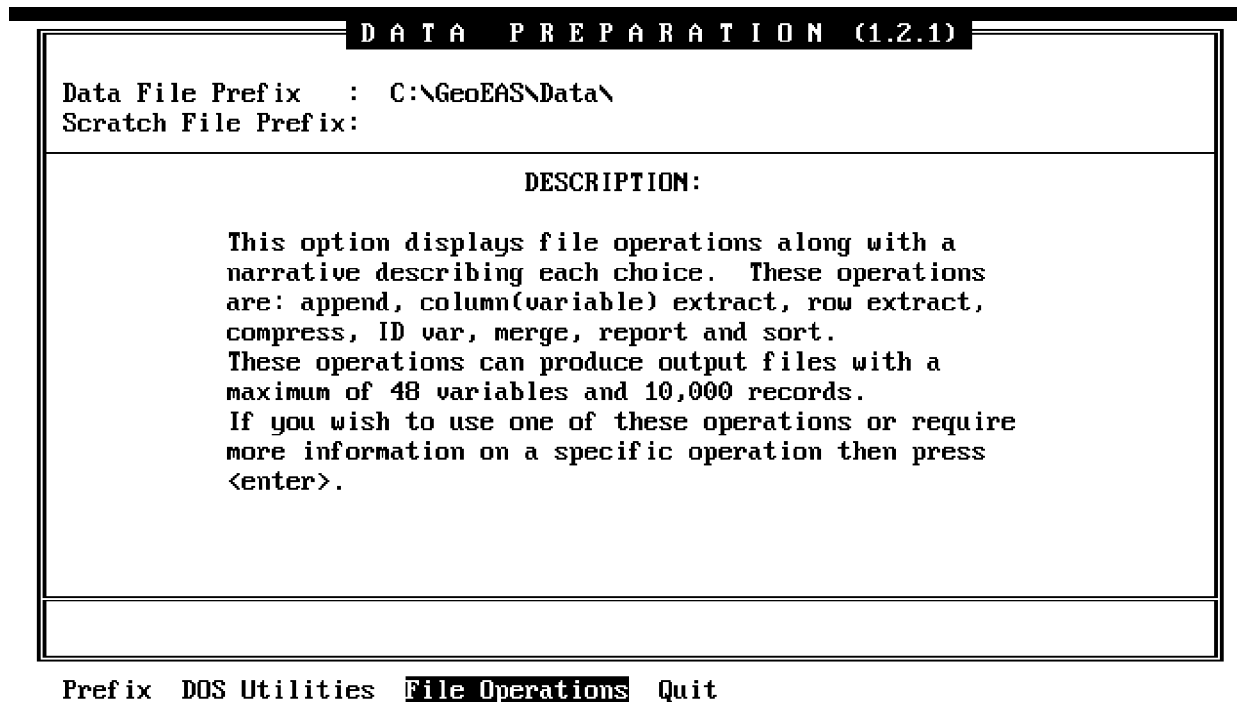 D A T A   P R E P A R A T I O N  (1.2.1)
Data File Prefix   :  C:\GeoEAS\Data\
Scratch File Prefix:
DESCRIPTION:
This option displays file operations along with a
narrative describing each choice.  These operations
are: append, column(variable) extract, row extract,
compress, ID var, merge, report and sort.
These operations can produce output files with a
maximum of 48 variables and 10,000 records.
If you wish to use one of these operations or require
more information on a specific operation then press
<enter>.
Prefix  DOS Utilities  File Operations  Quit